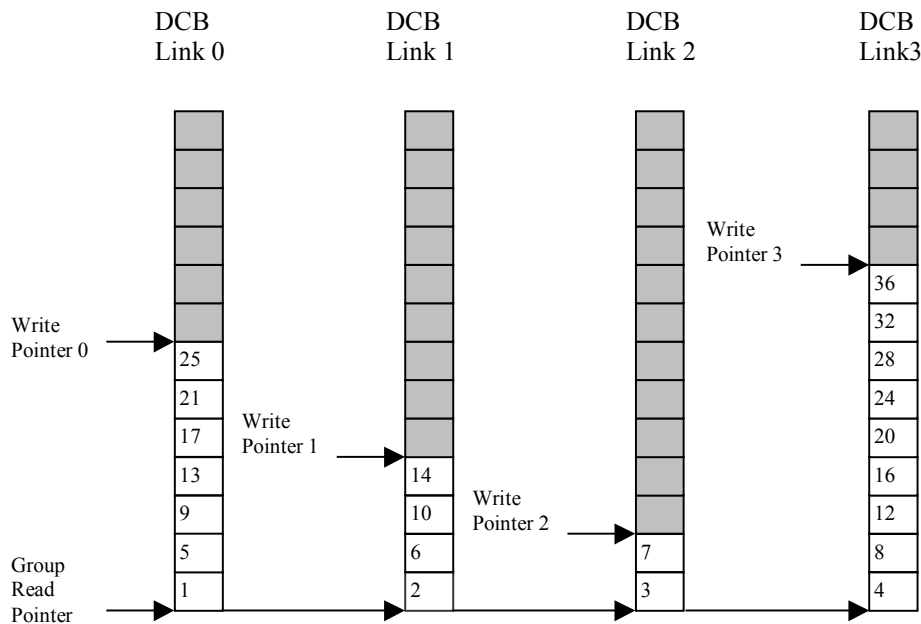 DCB
Link 0
DCB
Link 1
DCB
Link 2
DCB
Link3
Write
Pointer 3
36
32
Write
Pointer 0
25
28
21
24
Write
Pointer 1
17
20
13
14
16
Write
Pointer 2
9
10
12
5
6
7
8
Group
Read
Pointer
1
2
3
4